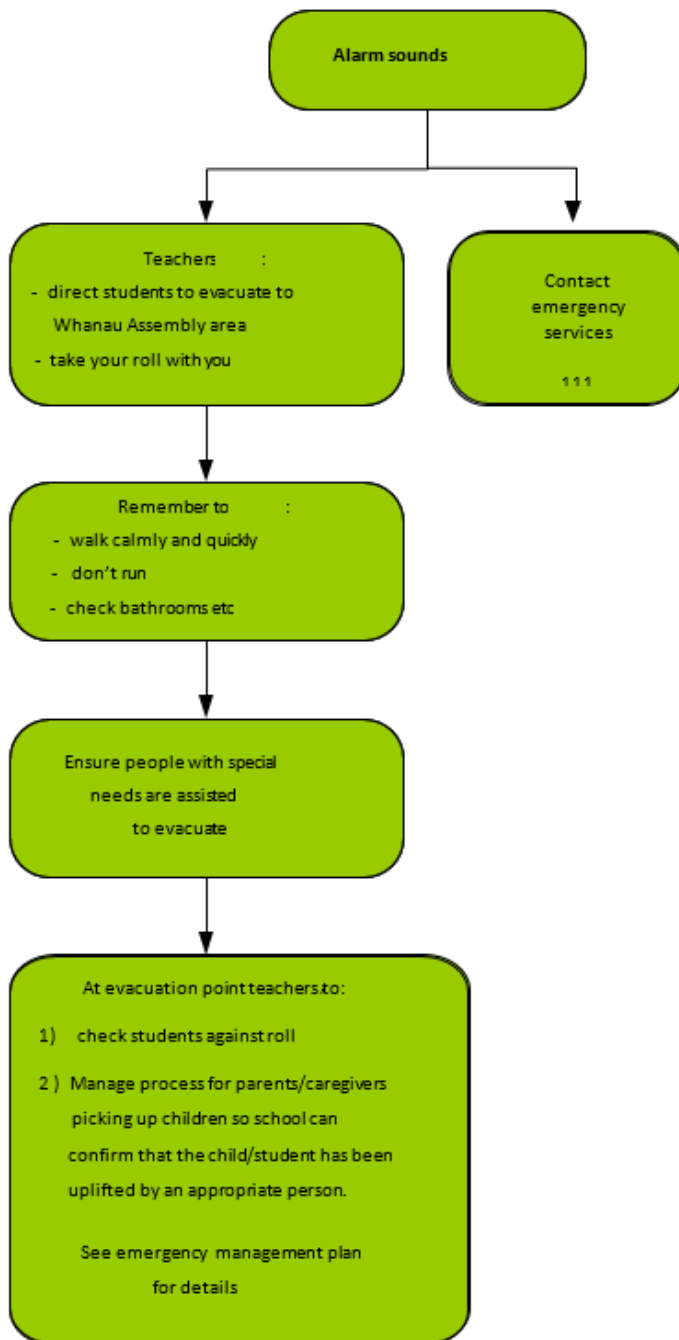 Alarm sounds
Teachers :
- direct students to evacuate to
Whanau Assembly area
- take your roll with you
Contact
emergency
services
111
Remember to :
- walk calmly and quickly
- don't run
- check bathrooms etc
Ensure people with special
needs are assisted
to evacuate
At evacuation point teachers to:
1) check students against roll
2) Manage process for parents/caregivers
picking up children so school can
confirm that the child/student has been
uplifted by an appropriate person.
See emergency management plan
for details